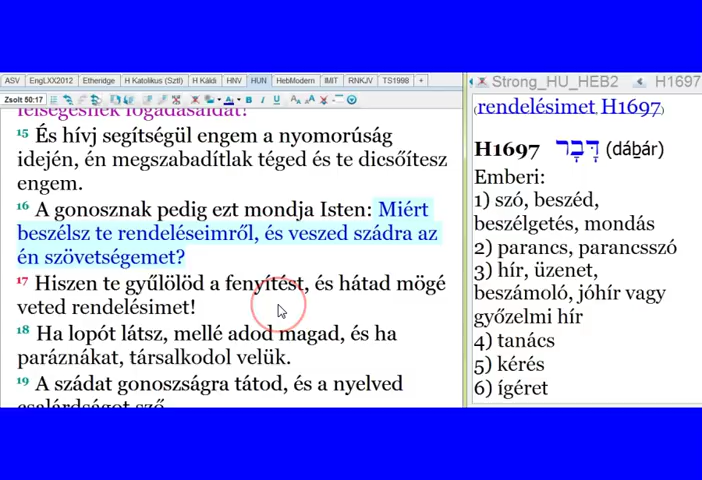 ASV EngLXX2012 Etheridge H Katolikus (Sztl) H Káldi HNV HUN HebModern IMIT RNKJV TS1998 +
Zsolt 50:17
felségesnek fogadásaidat!
15 És hívj segítségül engem a nyomorúság
idején, én megszabadítlak téged és te dicsőítesz
engem.
16 A gonosznak pedig ezt mondja Isten: Miért
beszélsz te rendeléseimről, és veszed szádra az
én szövetségemet?
17 Hiszen te gyűlölöd a fenyítést, és hátad mögé
veted rendelésimet!
18 Ha lopót látsz, mellé adod magad, és ha
paráznákat, társalkodol velük.
19 A szádat gonoszságra tátod, és a nyelved
csalárdságot sző.
Strong_HU_HEB2 H1697
(rendelésimet, H1697)
H1697 דָּבָר (dáḇár)
Emberi:
1) szó, beszéd,
beszélgetés, mondás
2) parancs, parancsszó
3) hír, üzenet,
beszámoló, jóhír vagy
győzelmi hír
4) tanács
5) kérés
6) ígéret